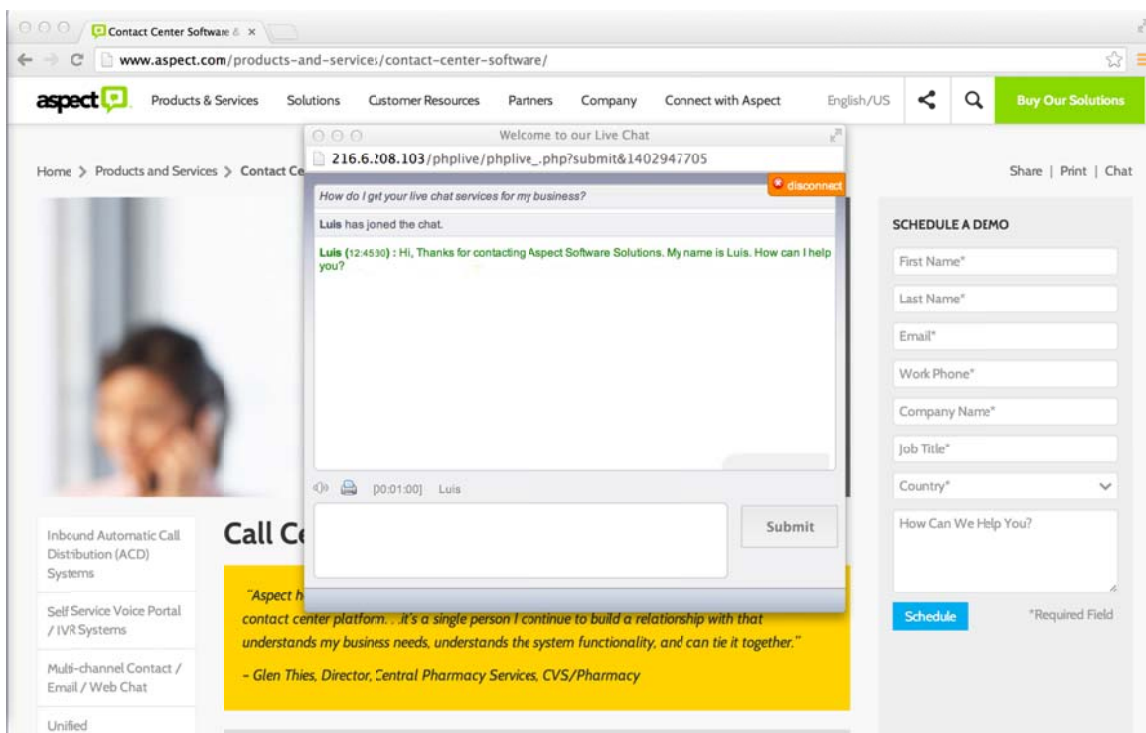 Contact Center Software &
www.aspect.com/products-and-services/contact-center-software/
aspect
Products & Services
Solutions
Customer Resources
Partners
Company
Connect with Aspect
English/US
Buy Our Solutions
Home > Products and Services > Contact Ce
Share | Print | Chat
Welcome to our Live Chat
216.6.208.103/phplive/phplive_.php?submit&1402947705
disconnect
How do I get your live chat services for my business?
Luis has joined the chat.
Luis (12:45:30) : Hi, Thanks for contacting Aspect Software Solutions. My name is Luis. How can I help
you?
[00:01:00] Luis
Submit
SCHEDULE A DEMO
First Name*
Last Name*
Email*
Work Phone*
Company Name*
Job Title*
Country*
How Can We Help You?
Schedule
*Required Field
Inbound Automatic Call
Distribution (ACD)
Systems
Self Service Voice Portal
/ IVR Systems
Multi-channel Contact /
Email / Web Chat
Unified
Call Ce
"Aspect h
contact center platform. . .it's a single person I continue to build a relationship with that
understands my business needs, understands the system functionality, and can tie it together."
– Glen Thies, Director, Central Pharmacy Services, CVS/Pharmacy